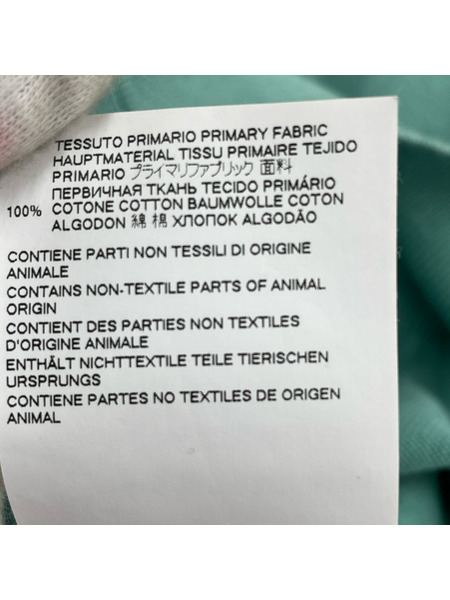 TESSUTO PRIMARIO PRIMARY FABRIC
HAUPTMATERIAL TISSU PRIMAIRE TEJIDO
PRIMARIO プライマリファブリック 面料
ПЕРВИЧНАЯ ТКАНЬ TECIDO PRIMÁRIO
100% COTONE COTTON BAUMWOLLE COTON
ALGODON 綿 棉 ХЛОПОК ALGODÃO
CONTIENE PARTI NON TESSILI DI ORIGINE
ANIMALE
CONTAINS NON-TEXTILE PARTS OF ANIMAL
ORIGIN
CONTIENT DES PARTIES NON TEXTILES
D'ORIGINE ANIMALE
ENTHÄLT NICHTTEXTILE TEILE TIERISCHEN
URSPRUNGS
CONTIENE PARTES NO TEXTILES DE ORIGEN
ANIMAL